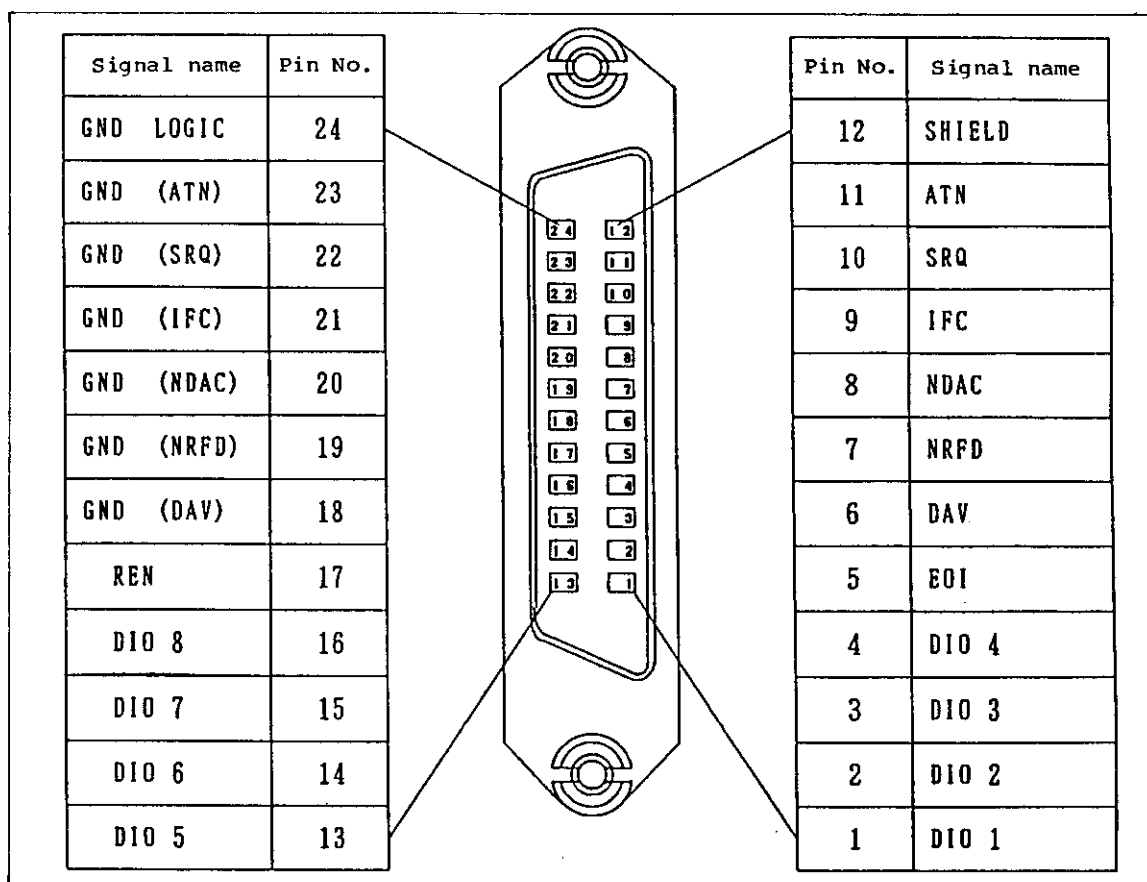 Signal name Pin No.
GND LOGIC 24
GND (ATN) 23
GND (SRQ) 22
GND (IFC) 21
GND (NDAC) 20
GND (NRFD) 19
GND (DAV) 18
REN 17
DIO 8 16
DIO 7 15
DIO 6 14
DIO 5 13
24 12
23 11
22 10
21 9
20 8
19 7
18 6
17 5
16 4
15 3
14 2
13 1
Pin No. Signal name
12 SHIELD
11 ATN
10 SRQ
9 IFC
8 NDAC
7 NRFD
6 DAV
5 EOI
4 DIO 4
3 DIO 3
2 DIO 2
1 DIO 1